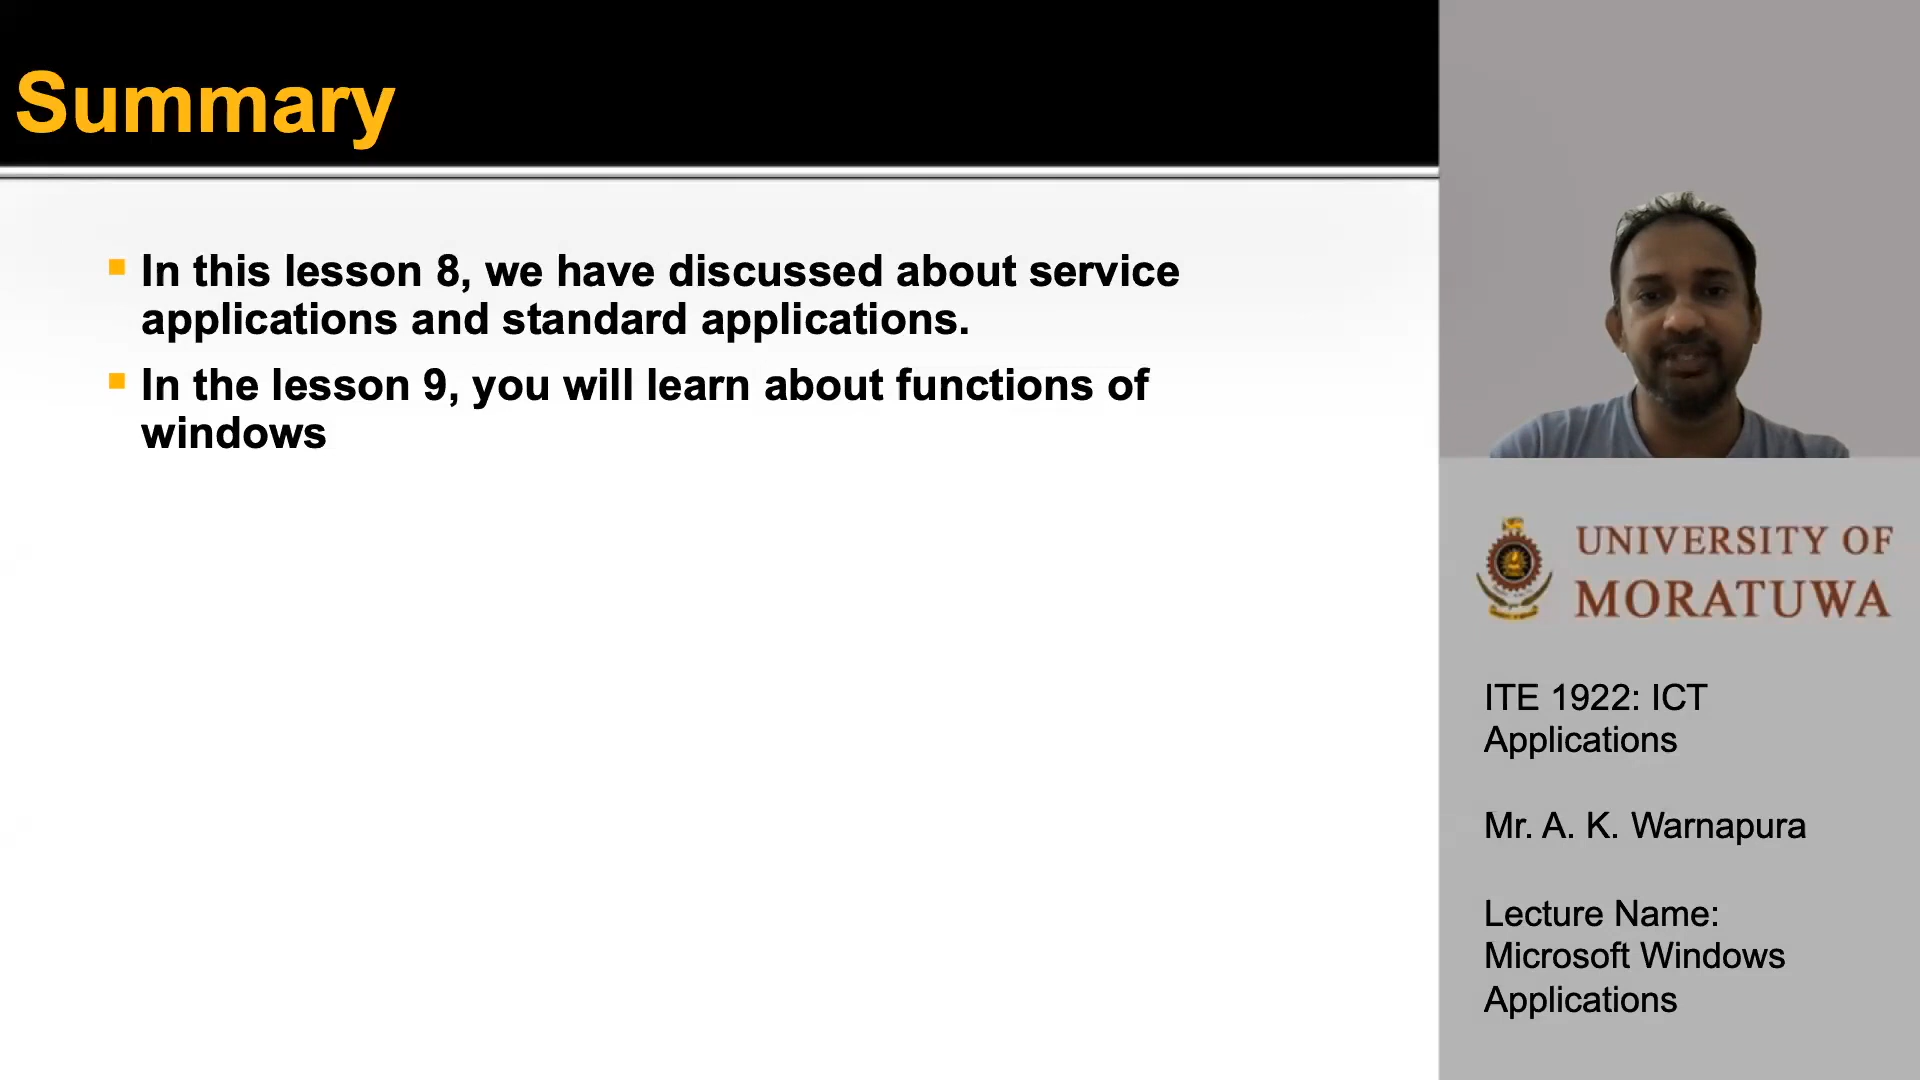 Summary
In this lesson 8, we have discussed about service
applications and standard applications.
In the lesson 9, you will learn about functions of
windows
UNIVERSITY OF
MORATUWA
ITE 1922: ICT
Applications
Mr. A. K. Warnapura
Lecture Name:
Microsoft Windows
Applications